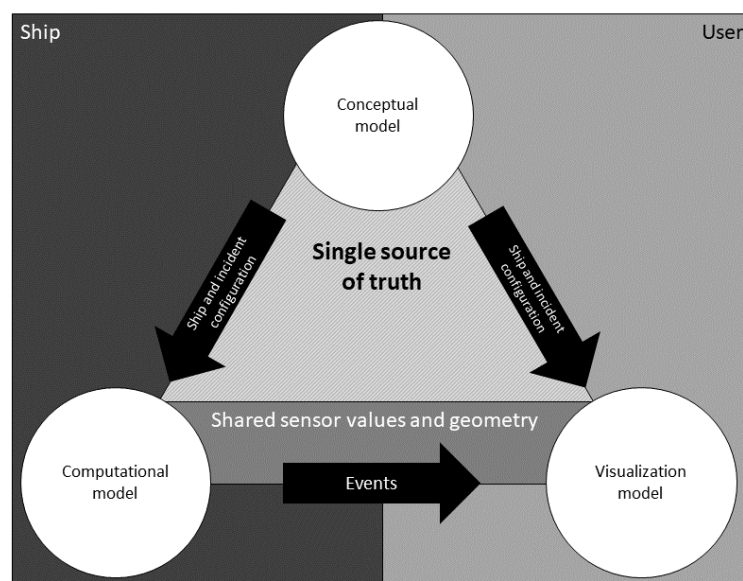 Ship
User
Conceptual
model
Single source
of truth
Ship and incident
configuration
Ship and incident
configuration
Shared sensor values and geometry
Computational
model
Events
Visualization
model